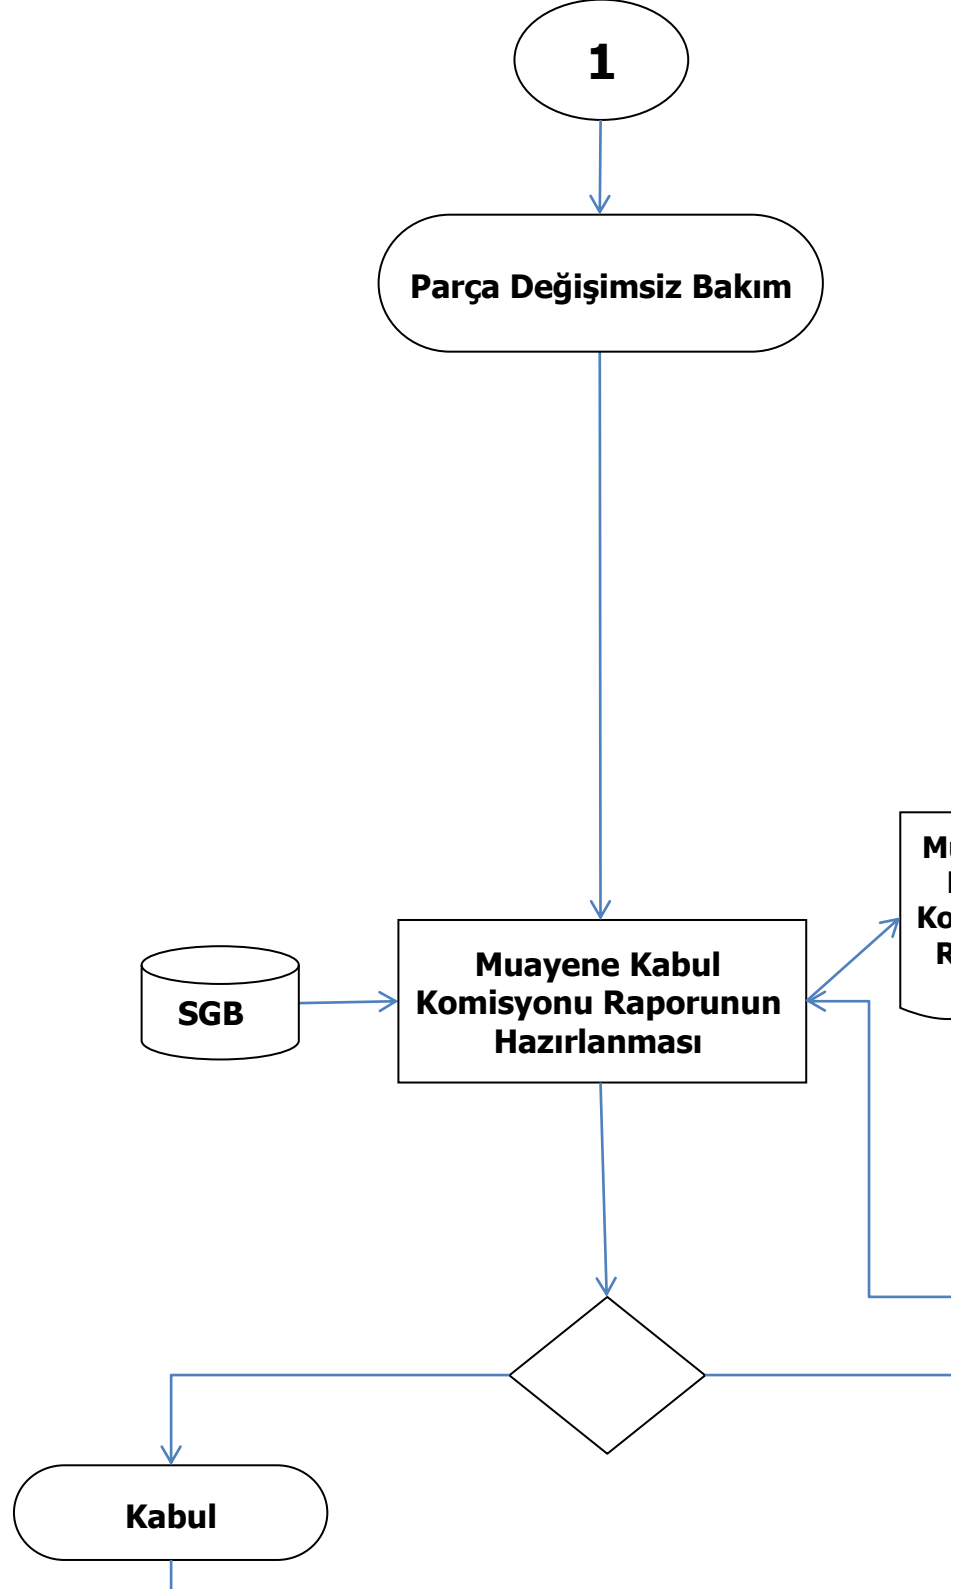 1
Parça Değişimsiz Bakım
SGB
Muayene Kabul
Komisyonu Raporunun
Hazırlanması
Kabul